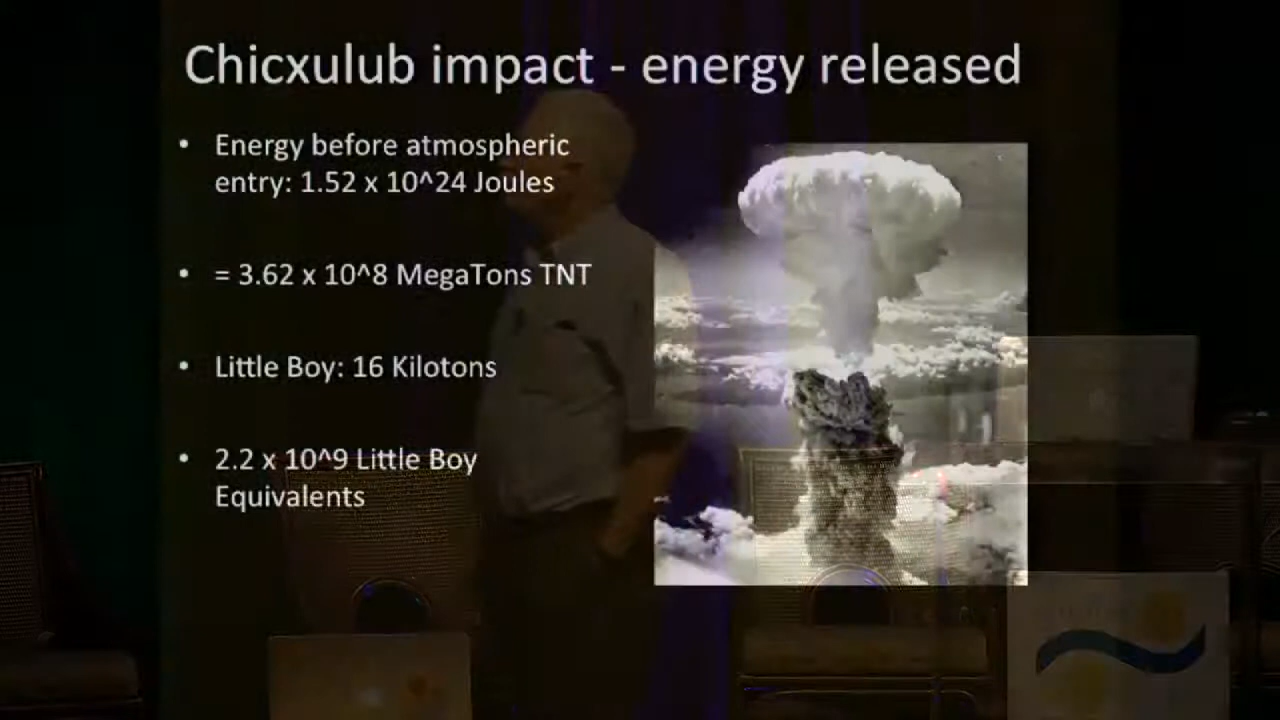 Chicxulub impact - energy released
• Energy before atmospheric
entry: 1.52 x 10^24 Joules
• = 3.62 x 10^8 MegaTons TNT
• Little Boy: 16 Kilotons
• 2.2 x 10^9 Little Boy
Equivalents